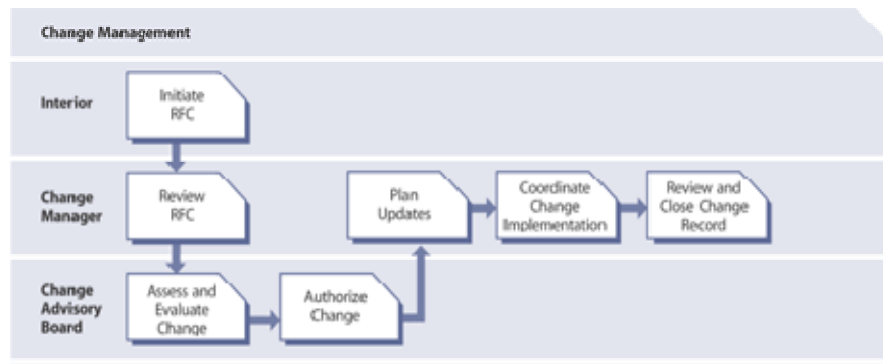 Change Management
Interior
Initiate
RFC
Change
Manager
Review
RFC
Plan
Updates
Coordinate
Change
Implementation
Review and
Close Change
Record
Change
Advisory
Board
Assess and
Evaluate
Change
Authorize
Change